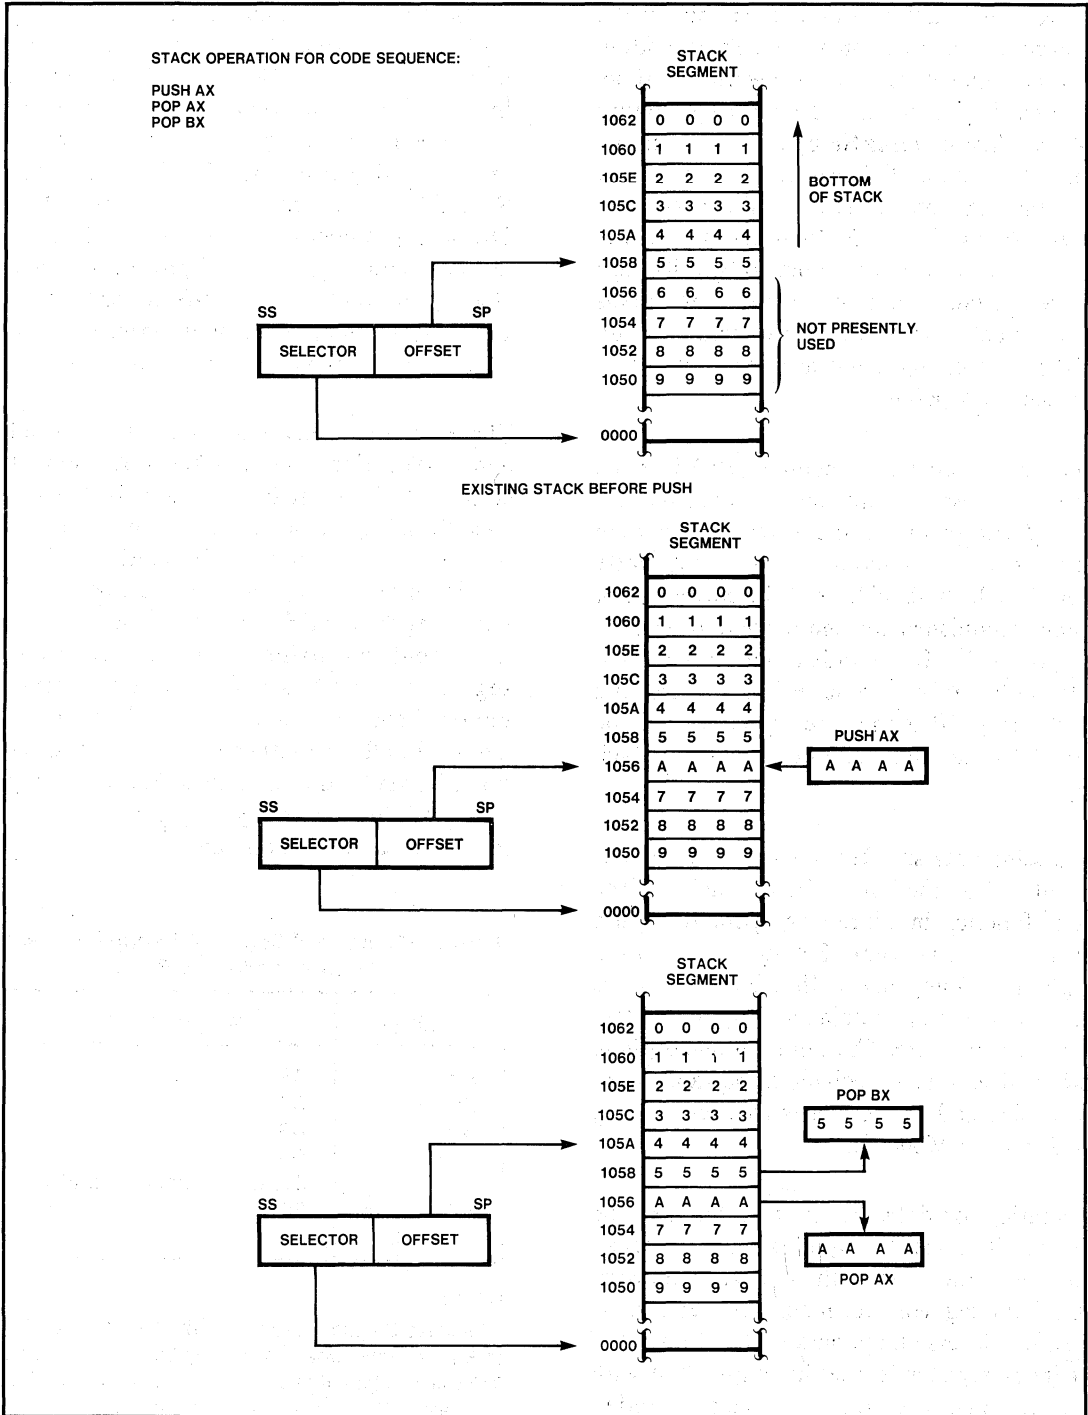 STACK OPERATION FOR CODE SEQUENCE:
PUSH AX
POP AX
POP BX
STACK
SEGMENT
1062 0 0 0 0
1060 1 1 1 1
105E 2 2 2 2
105C 3 3 3 3
105A 4 4 4 4
1058 5 5 5 5
1056 6 6 6 6
1054 7 7 7 7
1052 8 8 8 8
1050 9 9 9 9
0000
BOTTOM
OF STACK
NOT PRESENTLY
USED
SS SP
SELECTOR OFFSET
EXISTING STACK BEFORE PUSH
STACK
SEGMENT
1062 0 0 0 0
1060 1 1 1 1
105E 2 2 2 2
105C 3 3 3 3
105A 4 4 4 4
1058 5 5 5 5
1056 A A A A
1054 7 7 7 7
1052 8 8 8 8
1050 9 9 9 9
0000
PUSH AX
A A A A
SS SP
SELECTOR OFFSET
STACK
SEGMENT
1062 0 0 0 0
1060 1 1 1 1
105E 2 2 2 2
105C 3 3 3 3
105A 4 4 4 4
1058 5 5 5 5
1056 A A A A
1054 7 7 7 7
1052 8 8 8 8
1050 9 9 9 9
0000
POP BX
5 5 5 5
A A A A
POP AX
SS SP
SELECTOR OFFSET